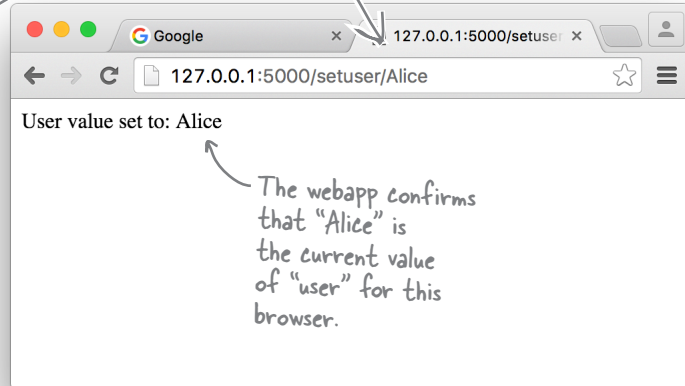 Google
127.0.0.1:5000/setuser
127.0.0.1:5000/setuser/Alice
User value set to: Alice
The webapp confirms
that “Alice” is
the current value
of “user” for this
browser.